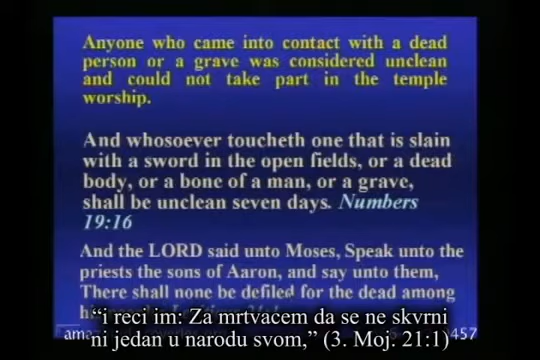 Anyone who came into contact with a dead
person or a grave was considered unclean
and could not take part in the temple
worship.
And whosoever toucheth one that is slain
with a sword in the open fields, or a dead
body, or a bone of a man, or a grave,
shall be unclean seven days. Numbers
19:16
And the LORD said unto Moses, Speak unto the
priests the sons of Aaron, and say unto them,
There shall none be defiled for the dead among
“i reci im: Za mrtvacem da se ne skvrni
ni jedan u narodu svom,” (3. Moj. 21:1)
457